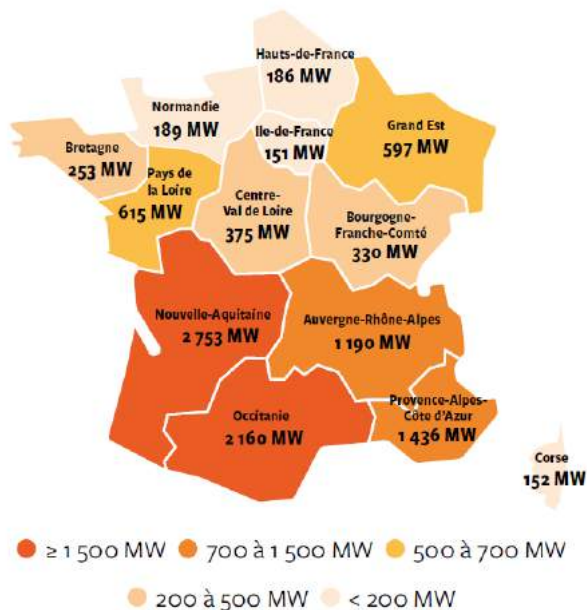 Hauts-de-France
186 MW
Normandie
189 MW
Ile-de-France
151 MW
Grand Est
597 MW
Bretagne
253 MW
Pays de
la Loire
615 MW
Centre-
Val de Loire
375 MW
Bourgogne-
Franche-Comté
330 MW
Nouvelle-Aquitaine
2 753 MW
Auvergne-Rhône-Alpes
1 190 MW
Occitanie
2 160 MW
Provence-Alpes-
Côte d'Azur
1 436 MW
Corse
152 MW
≥ 1 500 MW
700 à 1 500 MW
500 à 700 MW
200 à 500 MW
< 200 MW